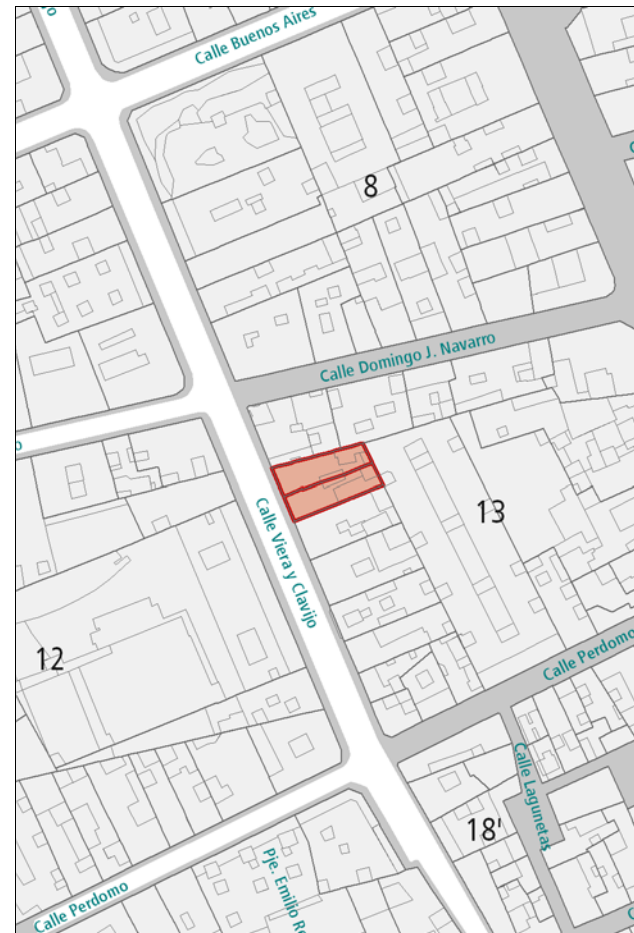 Calle Buenos Aires
8
Calle Domingo J. Navarro
13
Calle Viera y Clavijo
12
Calle Perdomo
Calle Lagunetas
18'
Calle Perdomo
Pje. Emilio